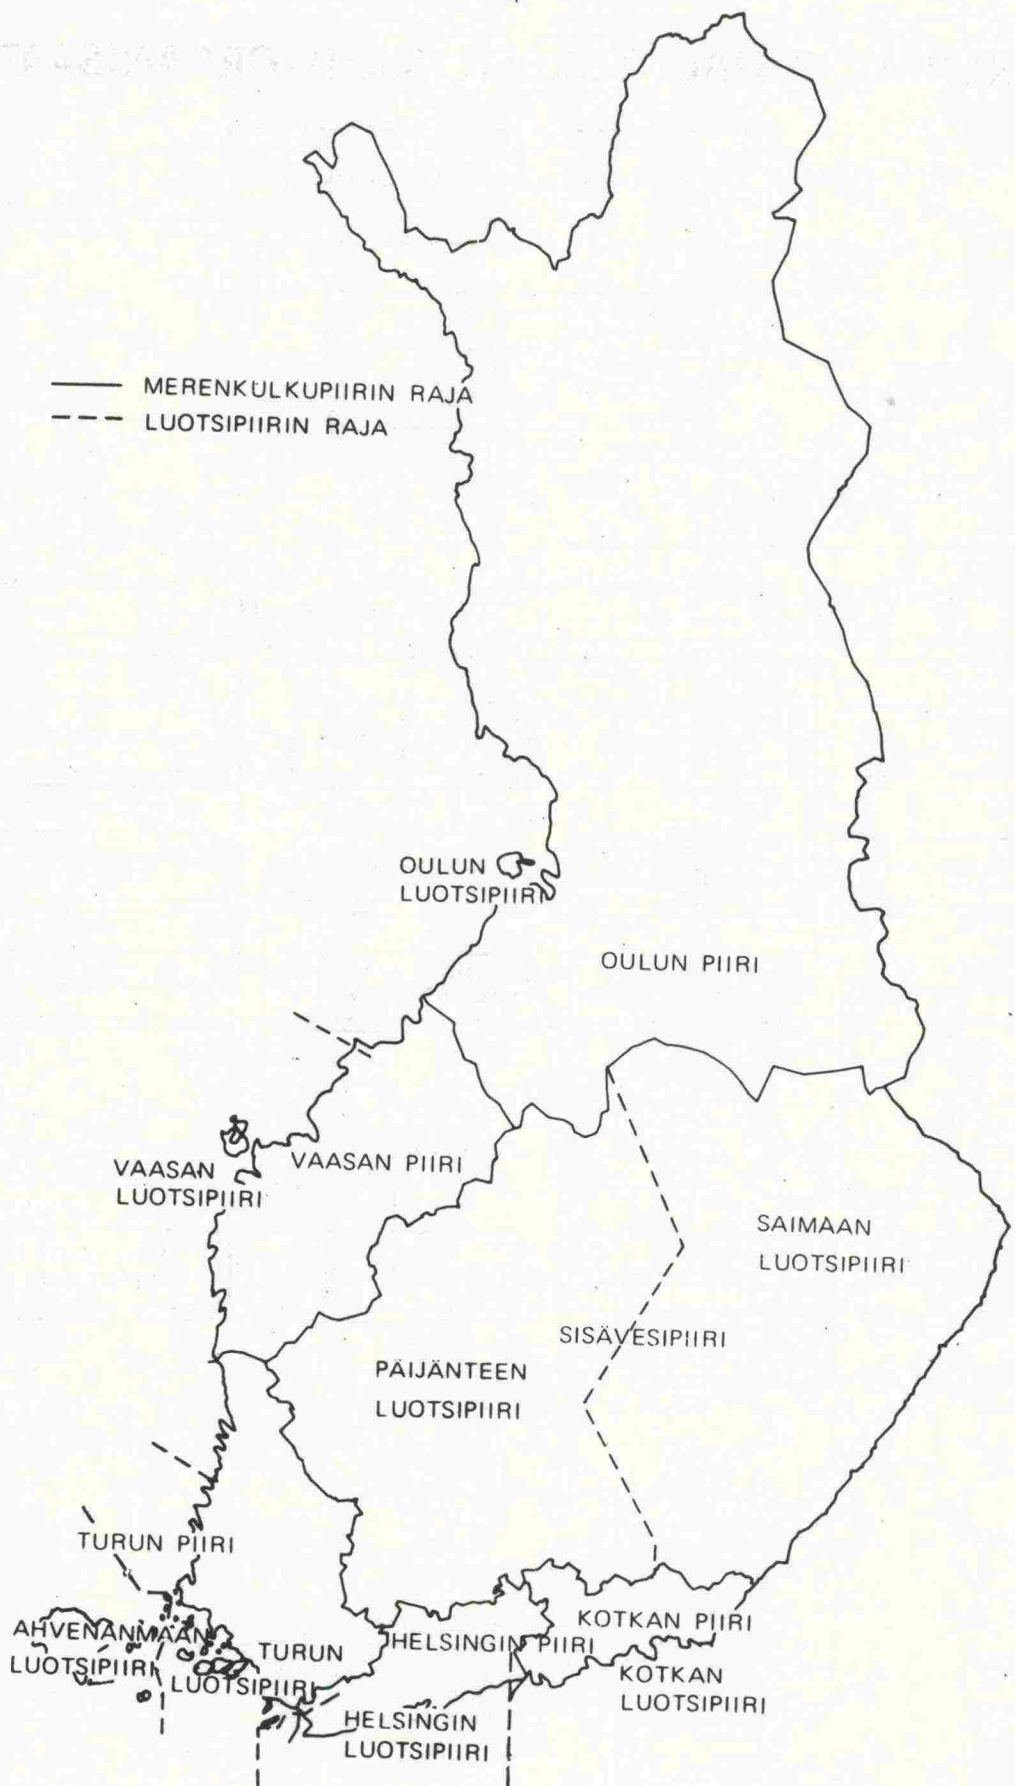 MERENKULKUPIIRIN RAJA
LUOTSIPIIRIN RAJA
OULUN
LUOTSIPIIRI
OULUN PIIRI
VAASAN
LUOTSIPIIRI
VAASAN PIIRI
SAIMAAN
LUOTSIPIIRI
SISÄVESIPIIRI
PÄIJÄNTEEN
LUOTSIPIIRI
TURUN PIIRI
AHVENANMAAN
LUOTSIPIIRI
TURUN
LUOTSIPIIRI
HELSINGIN PIIRI
KOTKAN PIIRI
KOTKAN
LUOTSIPIIRI
HELSINGIN
LUOTSIPIIRI